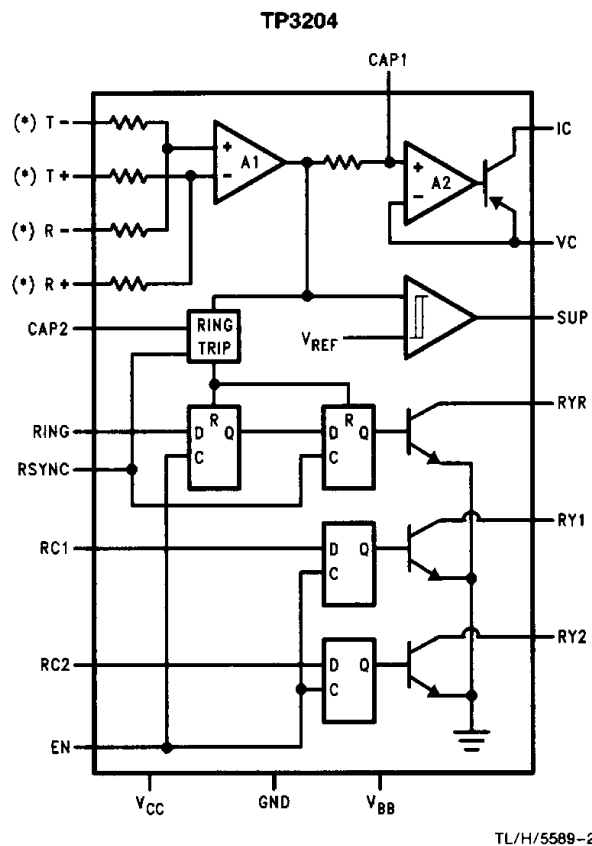 TP3204
CAP1
(*) T-
(*) T+
(*) R-
(*) R+
+
-
A1
+
-
A2
IC
VC
CAP2
RING
TRIP
VREF
SUP
RING
RSYNC
R
D Q
C
R
D Q
C
RYR
RC1
D Q
C
RY1
RC2
D Q
C
RY2
EN
VCC
GND
VBB
TL/H/5589-2